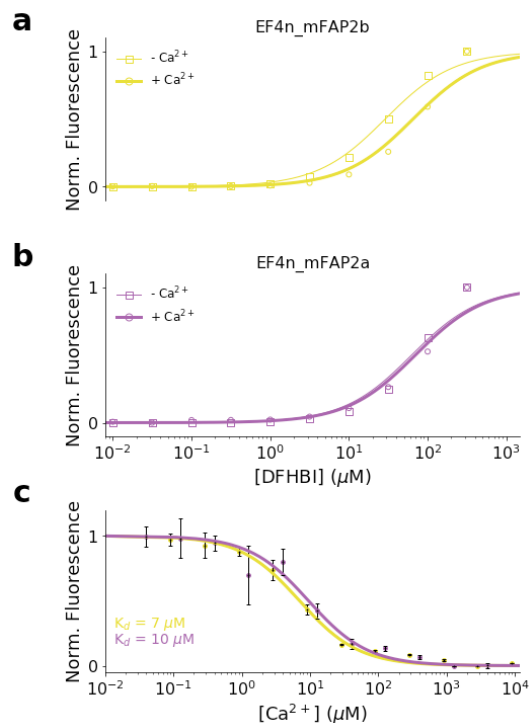 a
EF4n_mFAP2b
- Ca²⁺
+ Ca²⁺
Norm. Fluorescence
1
0
b
EF4n_mFAP2a
- Ca²⁺
+ Ca²⁺
Norm. Fluorescence
1
0
10⁻² 10⁻¹ 10⁰ 10¹ 10² 10³
[DFHBI] (μM)
c
Norm. Fluorescence
1
0
K_d = 7 μM
K_d = 10 μM
10⁻² 10⁻¹ 10⁰ 10¹ 10² 10³ 10⁴
[Ca²⁺] (μM)